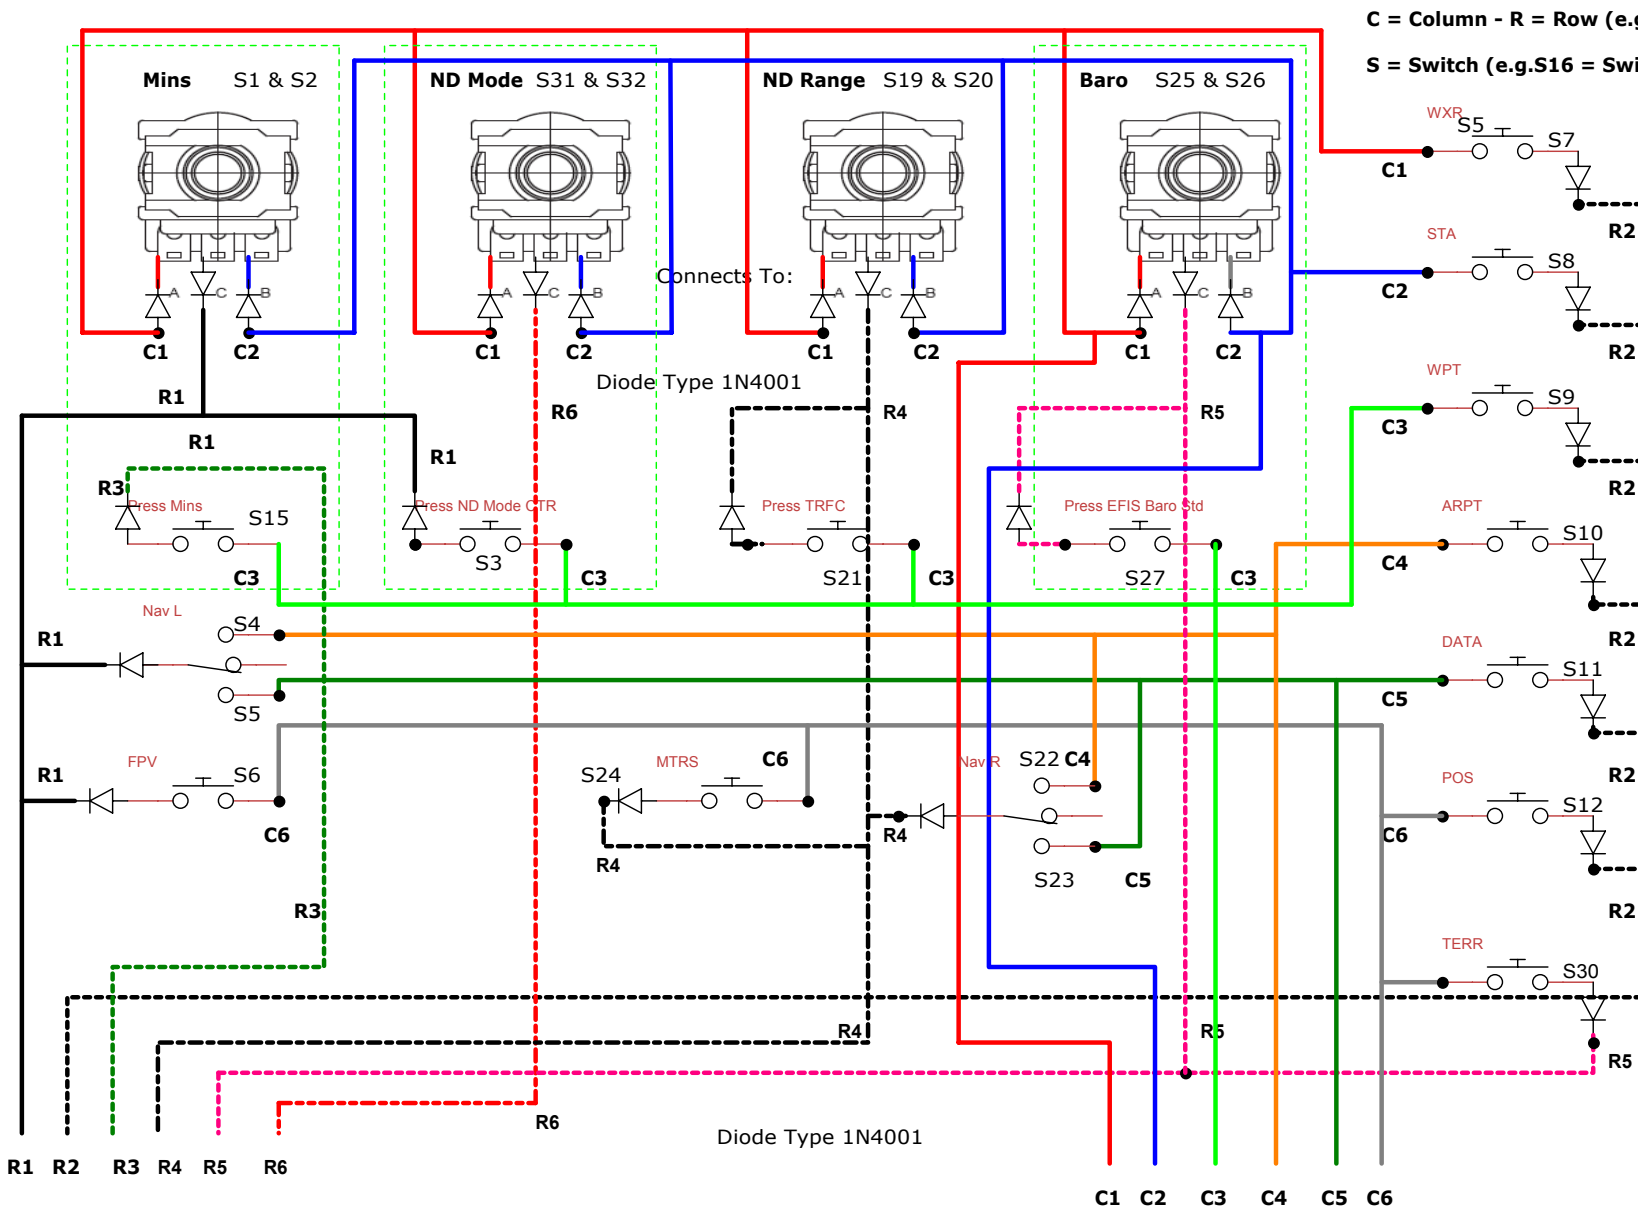 C = Column - R = Row (e.g
S = Switch (e.g.S16 = Swi
Mins S1 & S2
ND Mode S31 & S32
ND Range S19 & S20
Baro S25 & S26
WXR
S5
S7
C1
R2
STA
S8
C2
R2
A C B
A C B
Connects To:
A C B
A C B
C1 C2
C1 C2
C1 C2
C1 C2
Diode Type 1N4001
WPT
S9
C3
R2
R1
R1
R6
R4
R5
R1
R3
Press Mins
S15
C3
Press ND Mode CTR
S3
C3
Press TRFC
S21
C3
Press EFIS Baro Std
S27
C3
ARPT
S10
C4
R2
Nav L
S4
R1
S5
DATA
S11
C5
R2
FPV
R1
S6
C6
MTRS
S24
C6
R4
Nav R
S22 C4
R4
S23
C5
POS
S12
C6
R2
R3
TERR
S30
R4
R5
R5
R6
Diode Type 1N4001
R1 R2 R3 R4 R5 R6
C1 C2 C3 C4 C5 C6